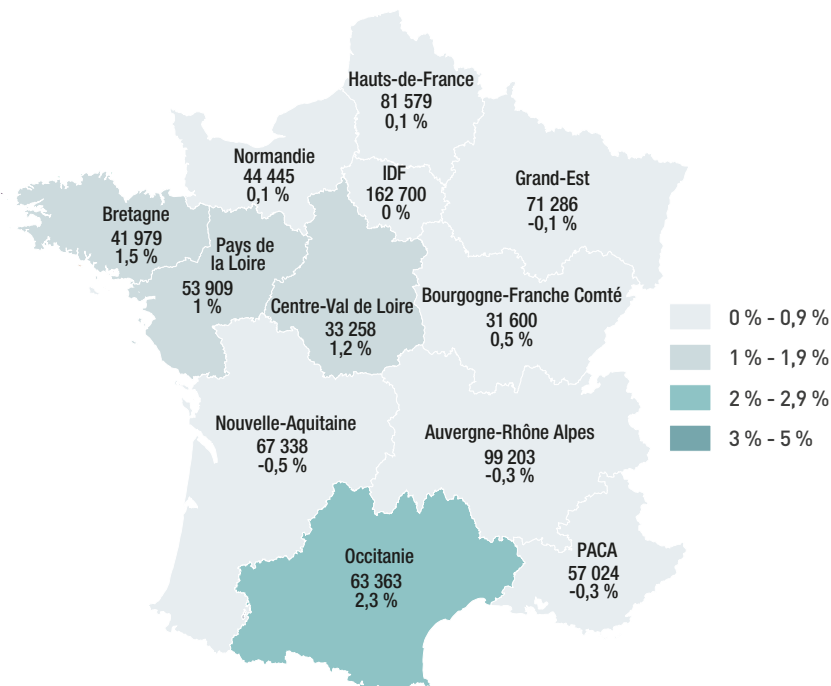 Hauts-de-France
81 579
0,1 %
Normandie
44 445
0,1 %
IDF
162 700
0 %
Grand-Est
71 286
-0,1 %
Bretagne
41 979
1,5 %
Pays de
la Loire
53 909
1 %
Centre-Val de Loire
33 258
1,2 %
Bourgogne-Franche Comté
31 600
0,5 %
0 % - 0,9 %
1 % - 1,9 %
2 % - 2,9 %
3 % - 5 %
Nouvelle-Aquitaine
67 338
-0,5 %
Auvergne-Rhône Alpes
99 203
-0,3 %
Occitanie
63 363
2,3 %
PACA
57 024
-0,3 %